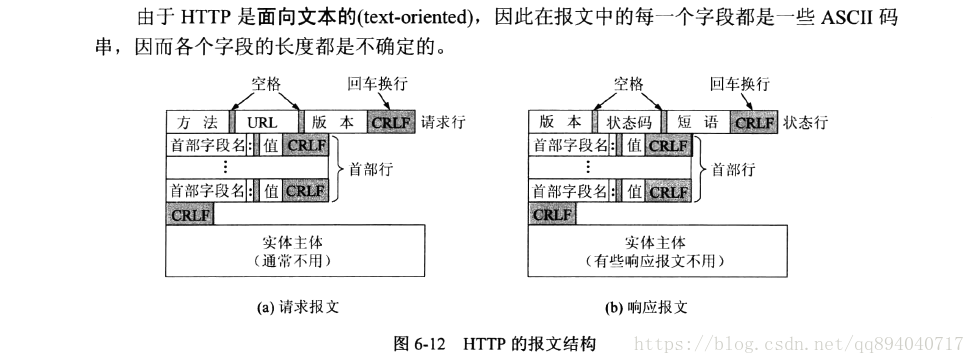 由于 HTTP 是面向文本的(text-oriented)，因此在报文中的每一个字段都是一些 ASCII 码
串，因而各个字段的长度都是不确定的。
空格 回车换行
方 法 URL 版 本 CRLF 请求行
首部字段名 : 值 CRLF
⋮ 首部行
首部字段名 : 值 CRLF
CRLF
实体主体
（通常不用）
(a) 请求报文
空格 回车换行
版 本 状态码 短 语 CRLF 状态行
首部字段名 : 值 CRLF
⋮ 首部行
首部字段名 : 值 CRLF
CRLF
实体主体
（有些响应报文不用）
(b) 响应报文
图 6-12 HTTP 的报文结构
https://blog.csdn.net/qq894040717